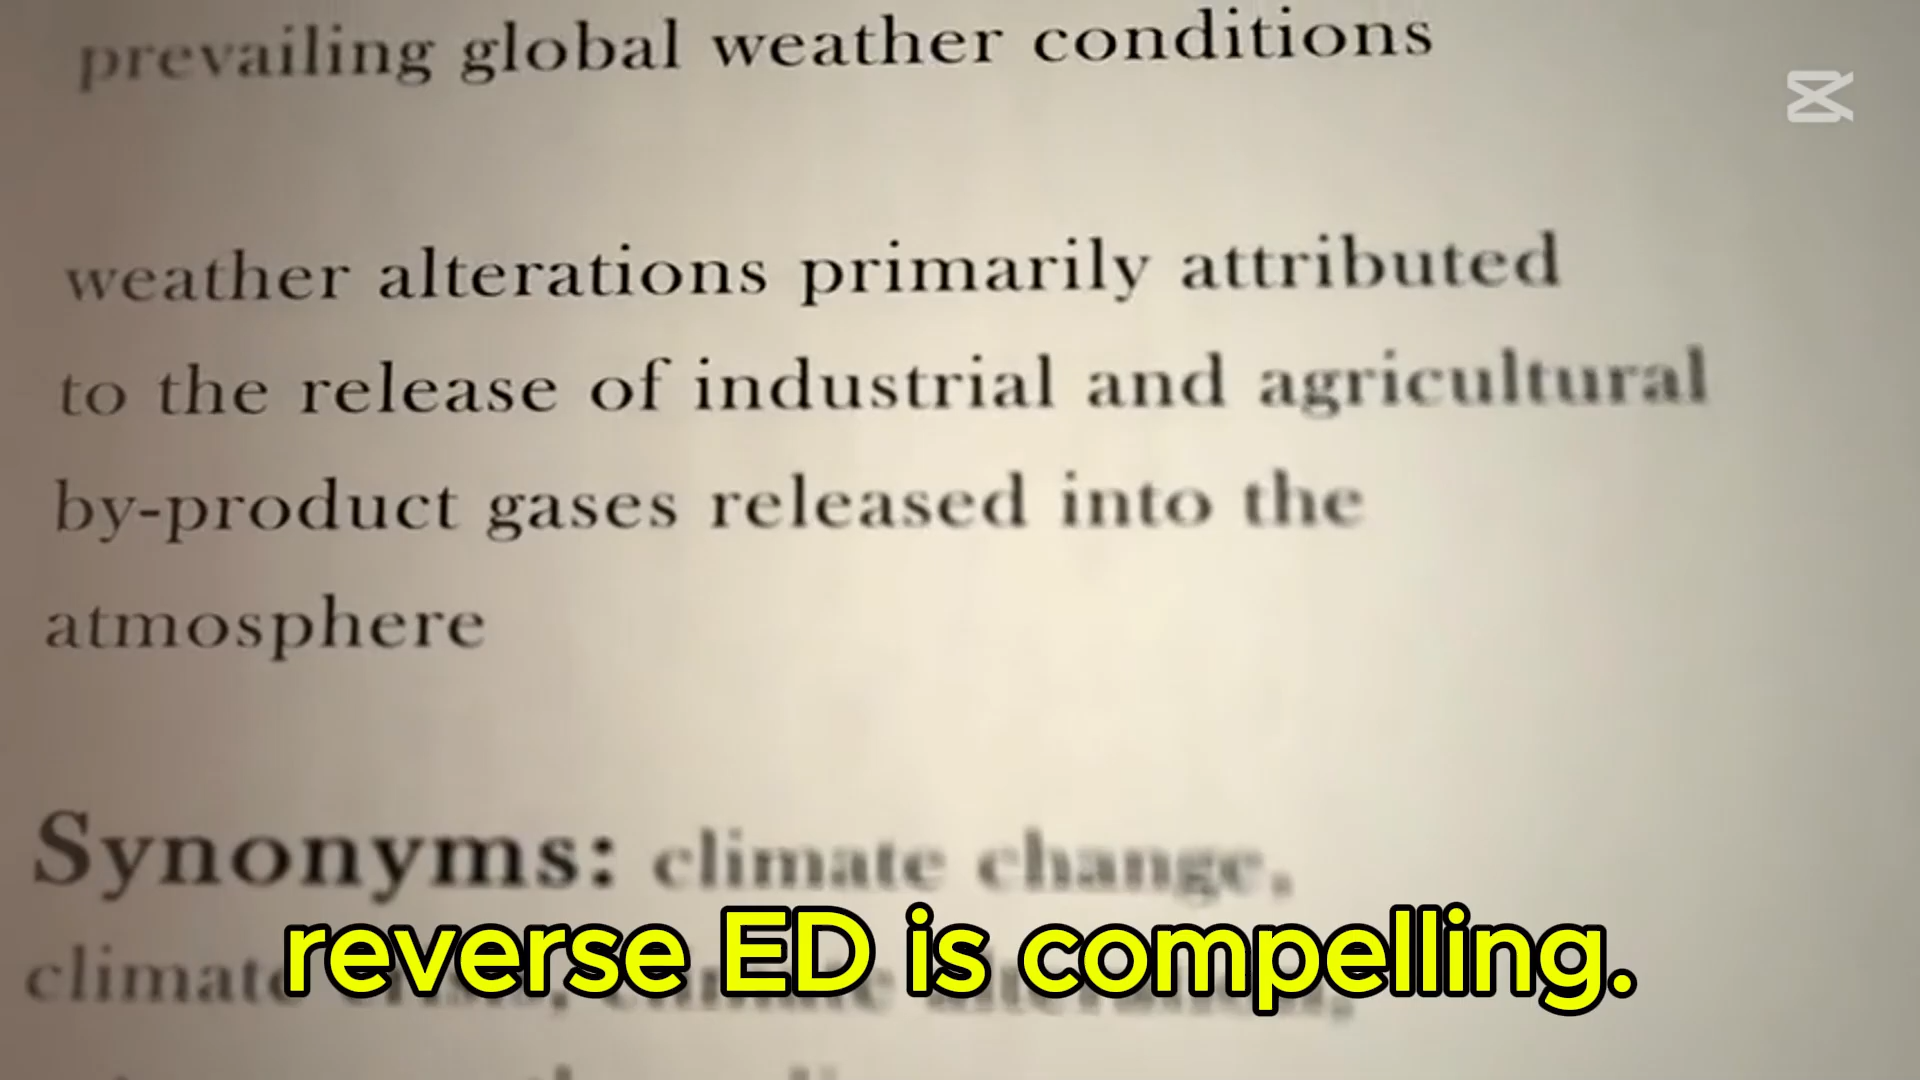 prevailing global weather conditions
weather alterations primarily attributed
to the release of industrial and agricultural
by-product gases released into the
atmosphere
Synonyms: climate change,
climate
reverse ED is compelling.